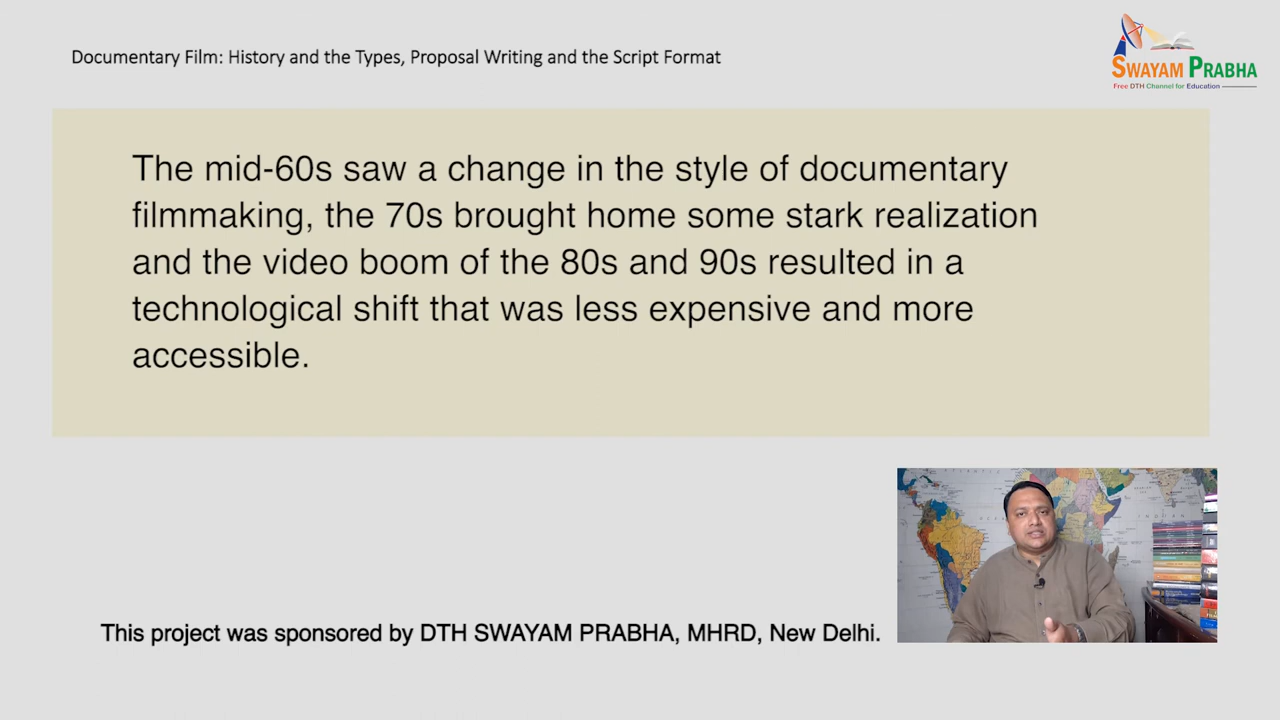 Documentary Film: History and the Types, Proposal Writing and the Script Format
SWAYAM PRABHA
Free DTH Channel for Education
The mid-60s saw a change in the style of documentary
filmmaking, the 70s brought home some stark realization
and the video boom of the 80s and 90s resulted in a
technological shift that was less expensive and more
accessible.
This project was sponsored by DTH SWAYAM PRABHA, MHRD, New Delhi.